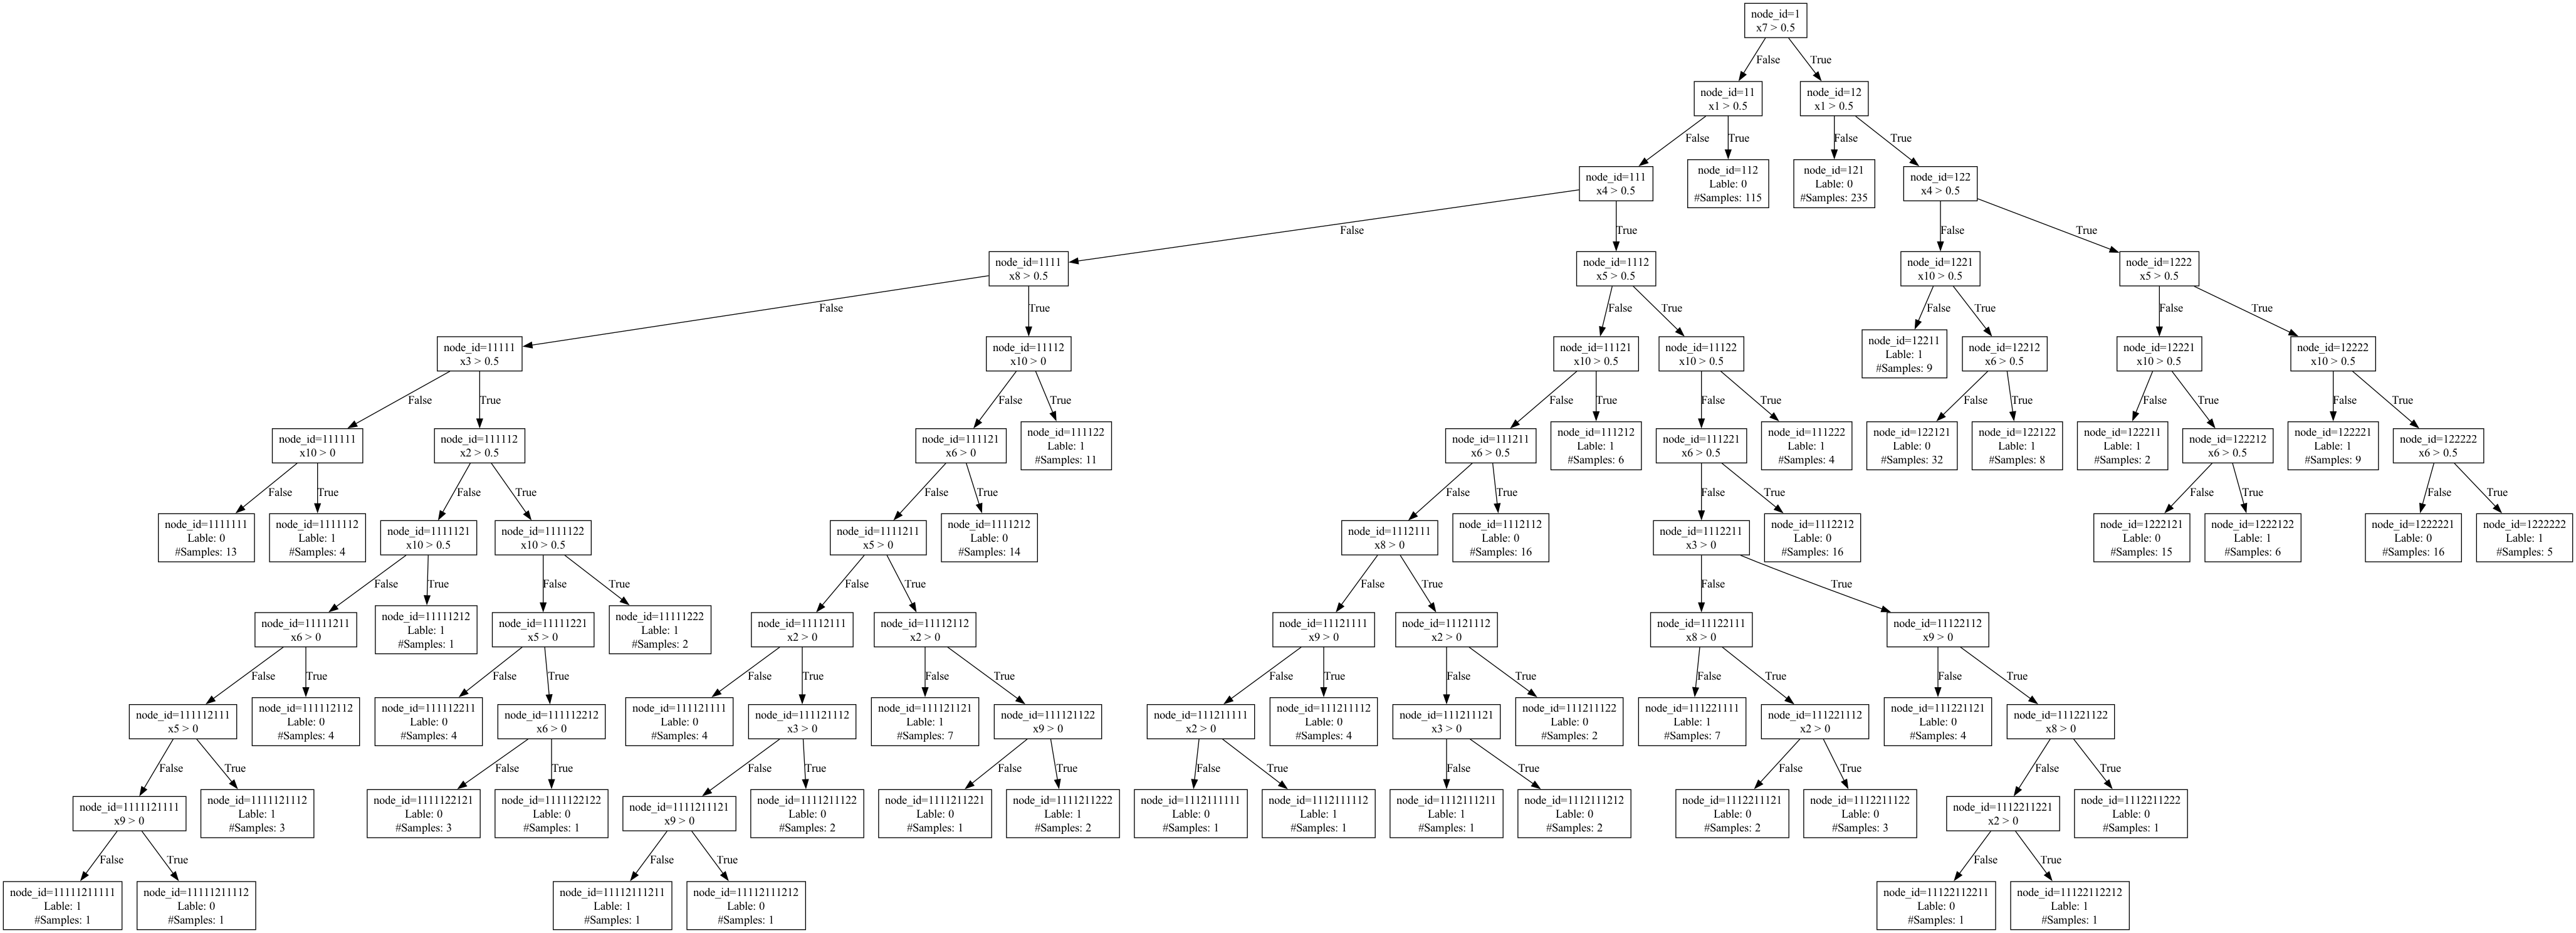 node_id=1
x7 > 0.5
False
True
node_id=11
x1 > 0.5
node_id=12
x1 > 0.5
False
True
False
True
node_id=111
x4 > 0.5
node_id=112
Lable: 0
#Samples: 115
node_id=121
Lable: 0
#Samples: 235
node_id=122
x4 > 0.5
False
True
False
True
node_id=1111
x8 > 0.5
node_id=1112
x5 > 0.5
node_id=1221
x10 > 0.5
node_id=1222
x5 > 0.5
False
True
False
True
False
True
False
True
node_id=11111
x3 > 0.5
node_id=11112
x10 > 0
node_id=11121
x10 > 0.5
node_id=11122
x10 > 0.5
node_id=12211
Lable: 1
#Samples: 9
node_id=12212
x6 > 0.5
node_id=12221
x10 > 0.5
node_id=12222
x10 > 0.5
False
True
False
True
False
True
False
True
False
True
False
True
False
True
node_id=111111
x10 > 0
node_id=111112
x2 > 0.5
node_id=111121
x6 > 0
node_id=111122
Lable: 1
#Samples: 11
node_id=111211
x6 > 0.5
node_id=111212
Lable: 1
#Samples: 6
node_id=111221
x6 > 0.5
node_id=111222
Lable: 1
#Samples: 4
node_id=122121
Lable: 0
#Samples: 32
node_id=122122
Lable: 1
#Samples: 8
node_id=122211
Lable: 1
#Samples: 2
node_id=122212
x6 > 0.5
node_id=122221
Lable: 1
#Samples: 9
node_id=122222
x6 > 0.5
False
True
False
True
False
True
False
True
False
True
False
True
False
True
node_id=1111111
Lable: 0
#Samples: 13
node_id=1111112
Lable: 1
#Samples: 4
node_id=1111121
x10 > 0.5
node_id=1111122
x10 > 0.5
node_id=1111211
x5 > 0
node_id=1111212
Lable: 0
#Samples: 14
node_id=1112111
x8 > 0
node_id=1112112
Lable: 0
#Samples: 16
node_id=1112211
x3 > 0
node_id=1112212
Lable: 0
#Samples: 16
node_id=1222121
Lable: 0
#Samples: 15
node_id=1222122
Lable: 1
#Samples: 6
node_id=1222221
Lable: 0
#Samples: 16
node_id=1222222
Lable: 1
#Samples: 5
False
True
False
True
False
True
False
True
False
True
node_id=11111211
x6 > 0
node_id=11111212
Lable: 1
#Samples: 1
node_id=11111221
x5 > 0
node_id=11111222
Lable: 1
#Samples: 2
node_id=11112111
x2 > 0
node_id=11112112
x2 > 0
node_id=11121111
x9 > 0
node_id=11121112
x2 > 0
node_id=11122111
x8 > 0
node_id=11122112
x9 > 0
False
True
False
True
False
True
False
True
False
True
False
True
False
True
False
True
node_id=111112111
x5 > 0
node_id=111112112
Lable: 0
#Samples: 4
node_id=111112211
Lable: 0
#Samples: 4
node_id=111112212
x6 > 0
node_id=111121111
Lable: 0
#Samples: 4
node_id=111121112
x3 > 0
node_id=111121121
Lable: 1
#Samples: 7
node_id=111121122
x9 > 0
node_id=111211111
x2 > 0
node_id=111211112
Lable: 0
#Samples: 4
node_id=111211121
x3 > 0
node_id=111211122
Lable: 0
#Samples: 2
node_id=111221111
Lable: 1
#Samples: 7
node_id=111221112
x2 > 0
node_id=111221121
Lable: 0
#Samples: 4
node_id=111221122
x8 > 0
False
True
False
True
False
True
False
True
False
True
False
True
False
True
False
True
node_id=1111121111
x9 > 0
node_id=1111121112
Lable: 1
#Samples: 3
node_id=1111122121
Lable: 0
#Samples: 3
node_id=1111122122
Lable: 0
#Samples: 1
node_id=1111211121
x9 > 0
node_id=1111211122
Lable: 0
#Samples: 2
node_id=1111211221
Lable: 0
#Samples: 1
node_id=1111211222
Lable: 1
#Samples: 2
node_id=1112111111
Lable: 0
#Samples: 1
node_id=1112111112
Lable: 1
#Samples: 1
node_id=1112111211
Lable: 1
#Samples: 1
node_id=1112111212
Lable: 0
#Samples: 2
node_id=1112211121
Lable: 0
#Samples: 2
node_id=1112211122
Lable: 0
#Samples: 3
node_id=1112211221
x2 > 0
node_id=1112211222
Lable: 0
#Samples: 1
False
True
False
True
False
True
node_id=11111211111
Lable: 1
#Samples: 1
node_id=11111211112
Lable: 0
#Samples: 1
node_id=11112111211
Lable: 1
#Samples: 1
node_id=11112111212
Lable: 0
#Samples: 1
node_id=11122112211
Lable: 0
#Samples: 1
node_id=11122112212
Lable: 1
#Samples: 1